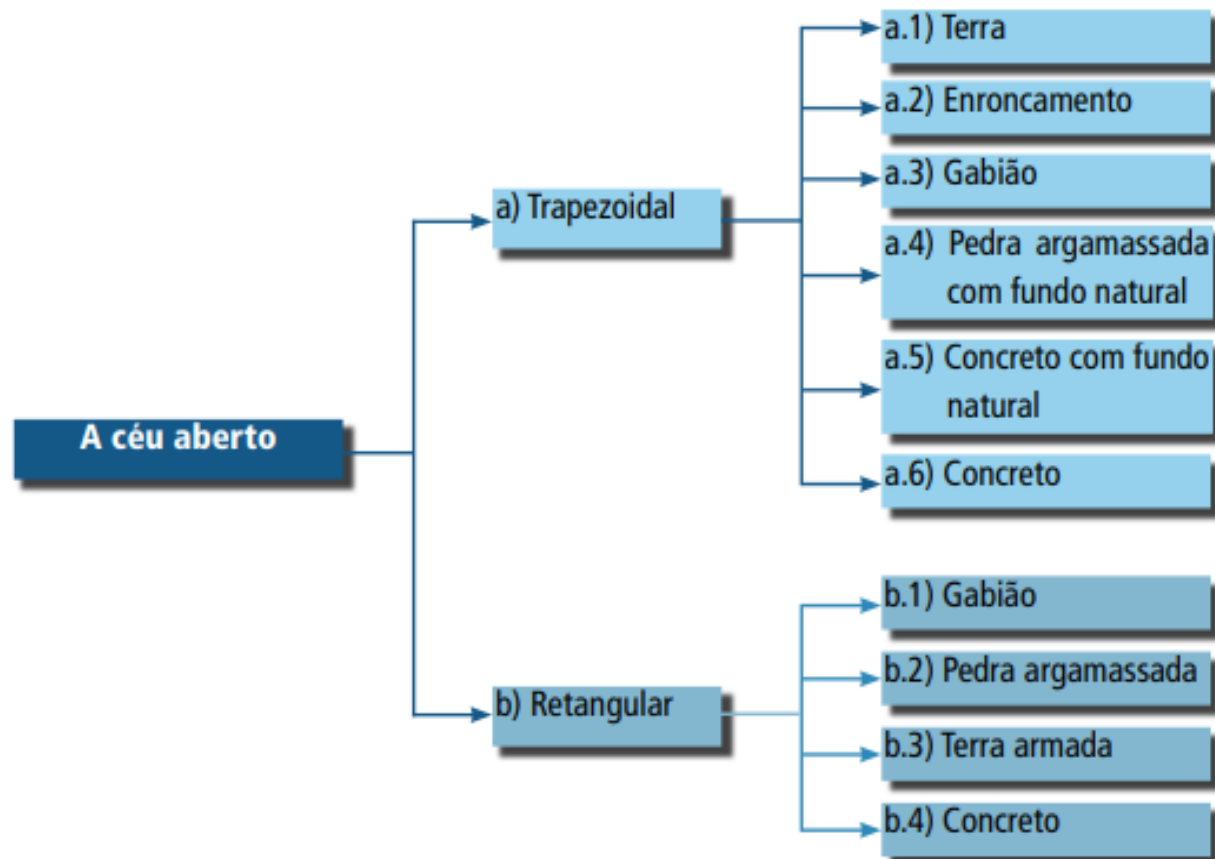 A céu aberto
a) Trapezoidal
a.1) Terra
a.2) Enroncamento
a.3) Gabião
a.4) Pedra argamassada
com fundo natural
a.5) Concreto com fundo
natural
a.6) Concreto
b) Retangular
b.1) Gabião
b.2) Pedra argamassada
b.3) Terra armada
b.4) Concreto